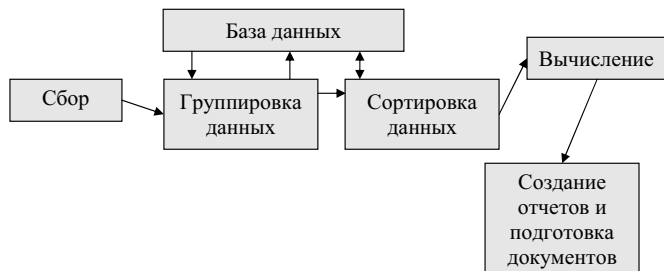 База данных
Вычисление
Сбор
Группировка
данных
Сортировка
данных
Создание
отчетов и
подготовка
документов